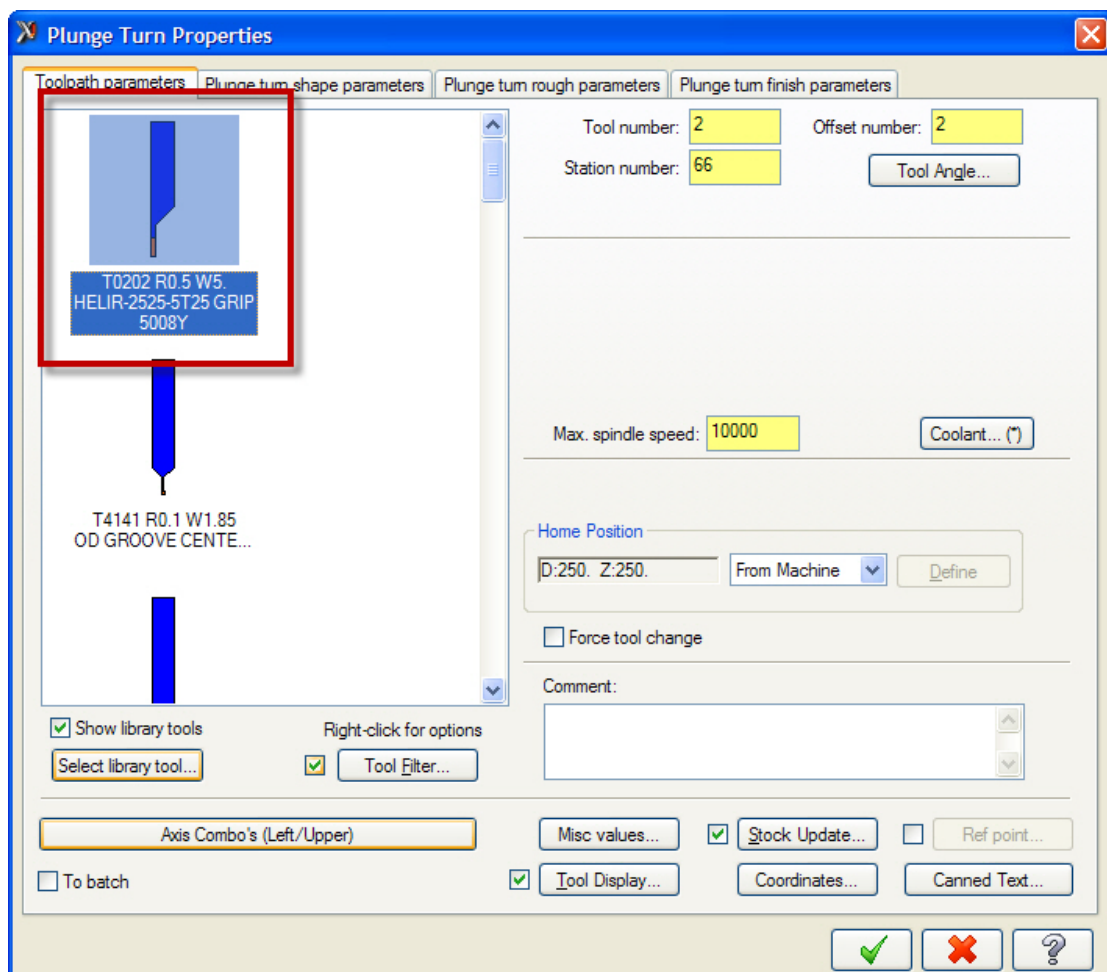 Plunge Turn Properties
Toolpath parameters Plunge turn shape parameters Plunge turn rough parameters Plunge turn finish parameters
T0202 R0.5 W5.
HELIR-2525-5T25 GRIP
5008Y
T4141 R0.1 W1.85
OD GROOVE CENTE...
Show library tools
Right-click for options
Select library tool...
Tool Filter...
Tool number: 2 Offset number: 2
Station number: 66 Tool Angle...
Max. spindle speed: 10000 Coolant... (*)
Home Position
D:250. Z:250. From Machine Define
Force tool change
Comment:
Axis Combo's (Left/Upper) Misc values... Stock Update... Ref point...
To batch Tool Display... Coordinates... Canned Text...